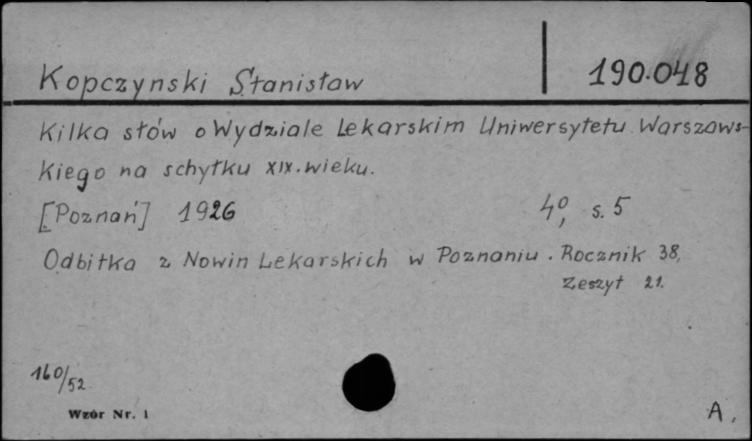 Kopczynski Stanisław 190.048
Kilka słów o Wydziale Lekarskim Uniwersytetu Warszaws-
kiego na schyłku XIX. wieku.
[Poznań] 1926 4º, s. 5
Odbitka z Nowin Lekarskich w Poznaniu. Rocznik 38,
Zeszyt 21.
160/52
Wzór Nr. 1
A.